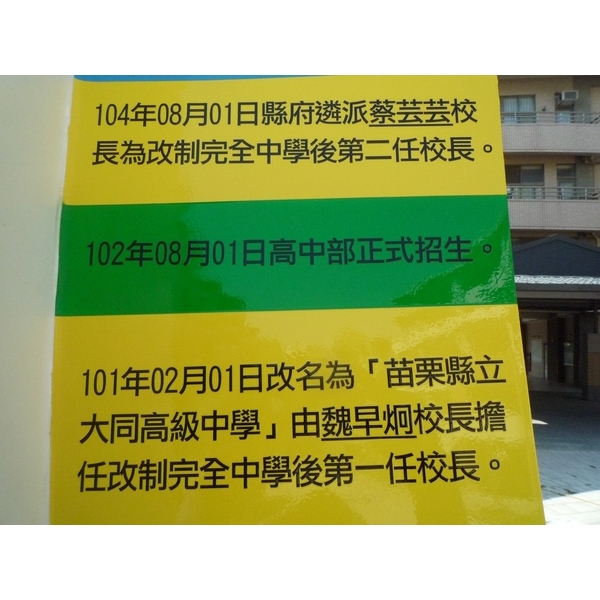 104年08月01日縣府遴派蔡芸芸校
長為改制完全中學後第二任校長。
102年08月01日高中部正式招生。
101年02月01日改名為「苗栗縣立
大同高級中學」由魏早炯校長擔
任改制完全中學後第一任校長。